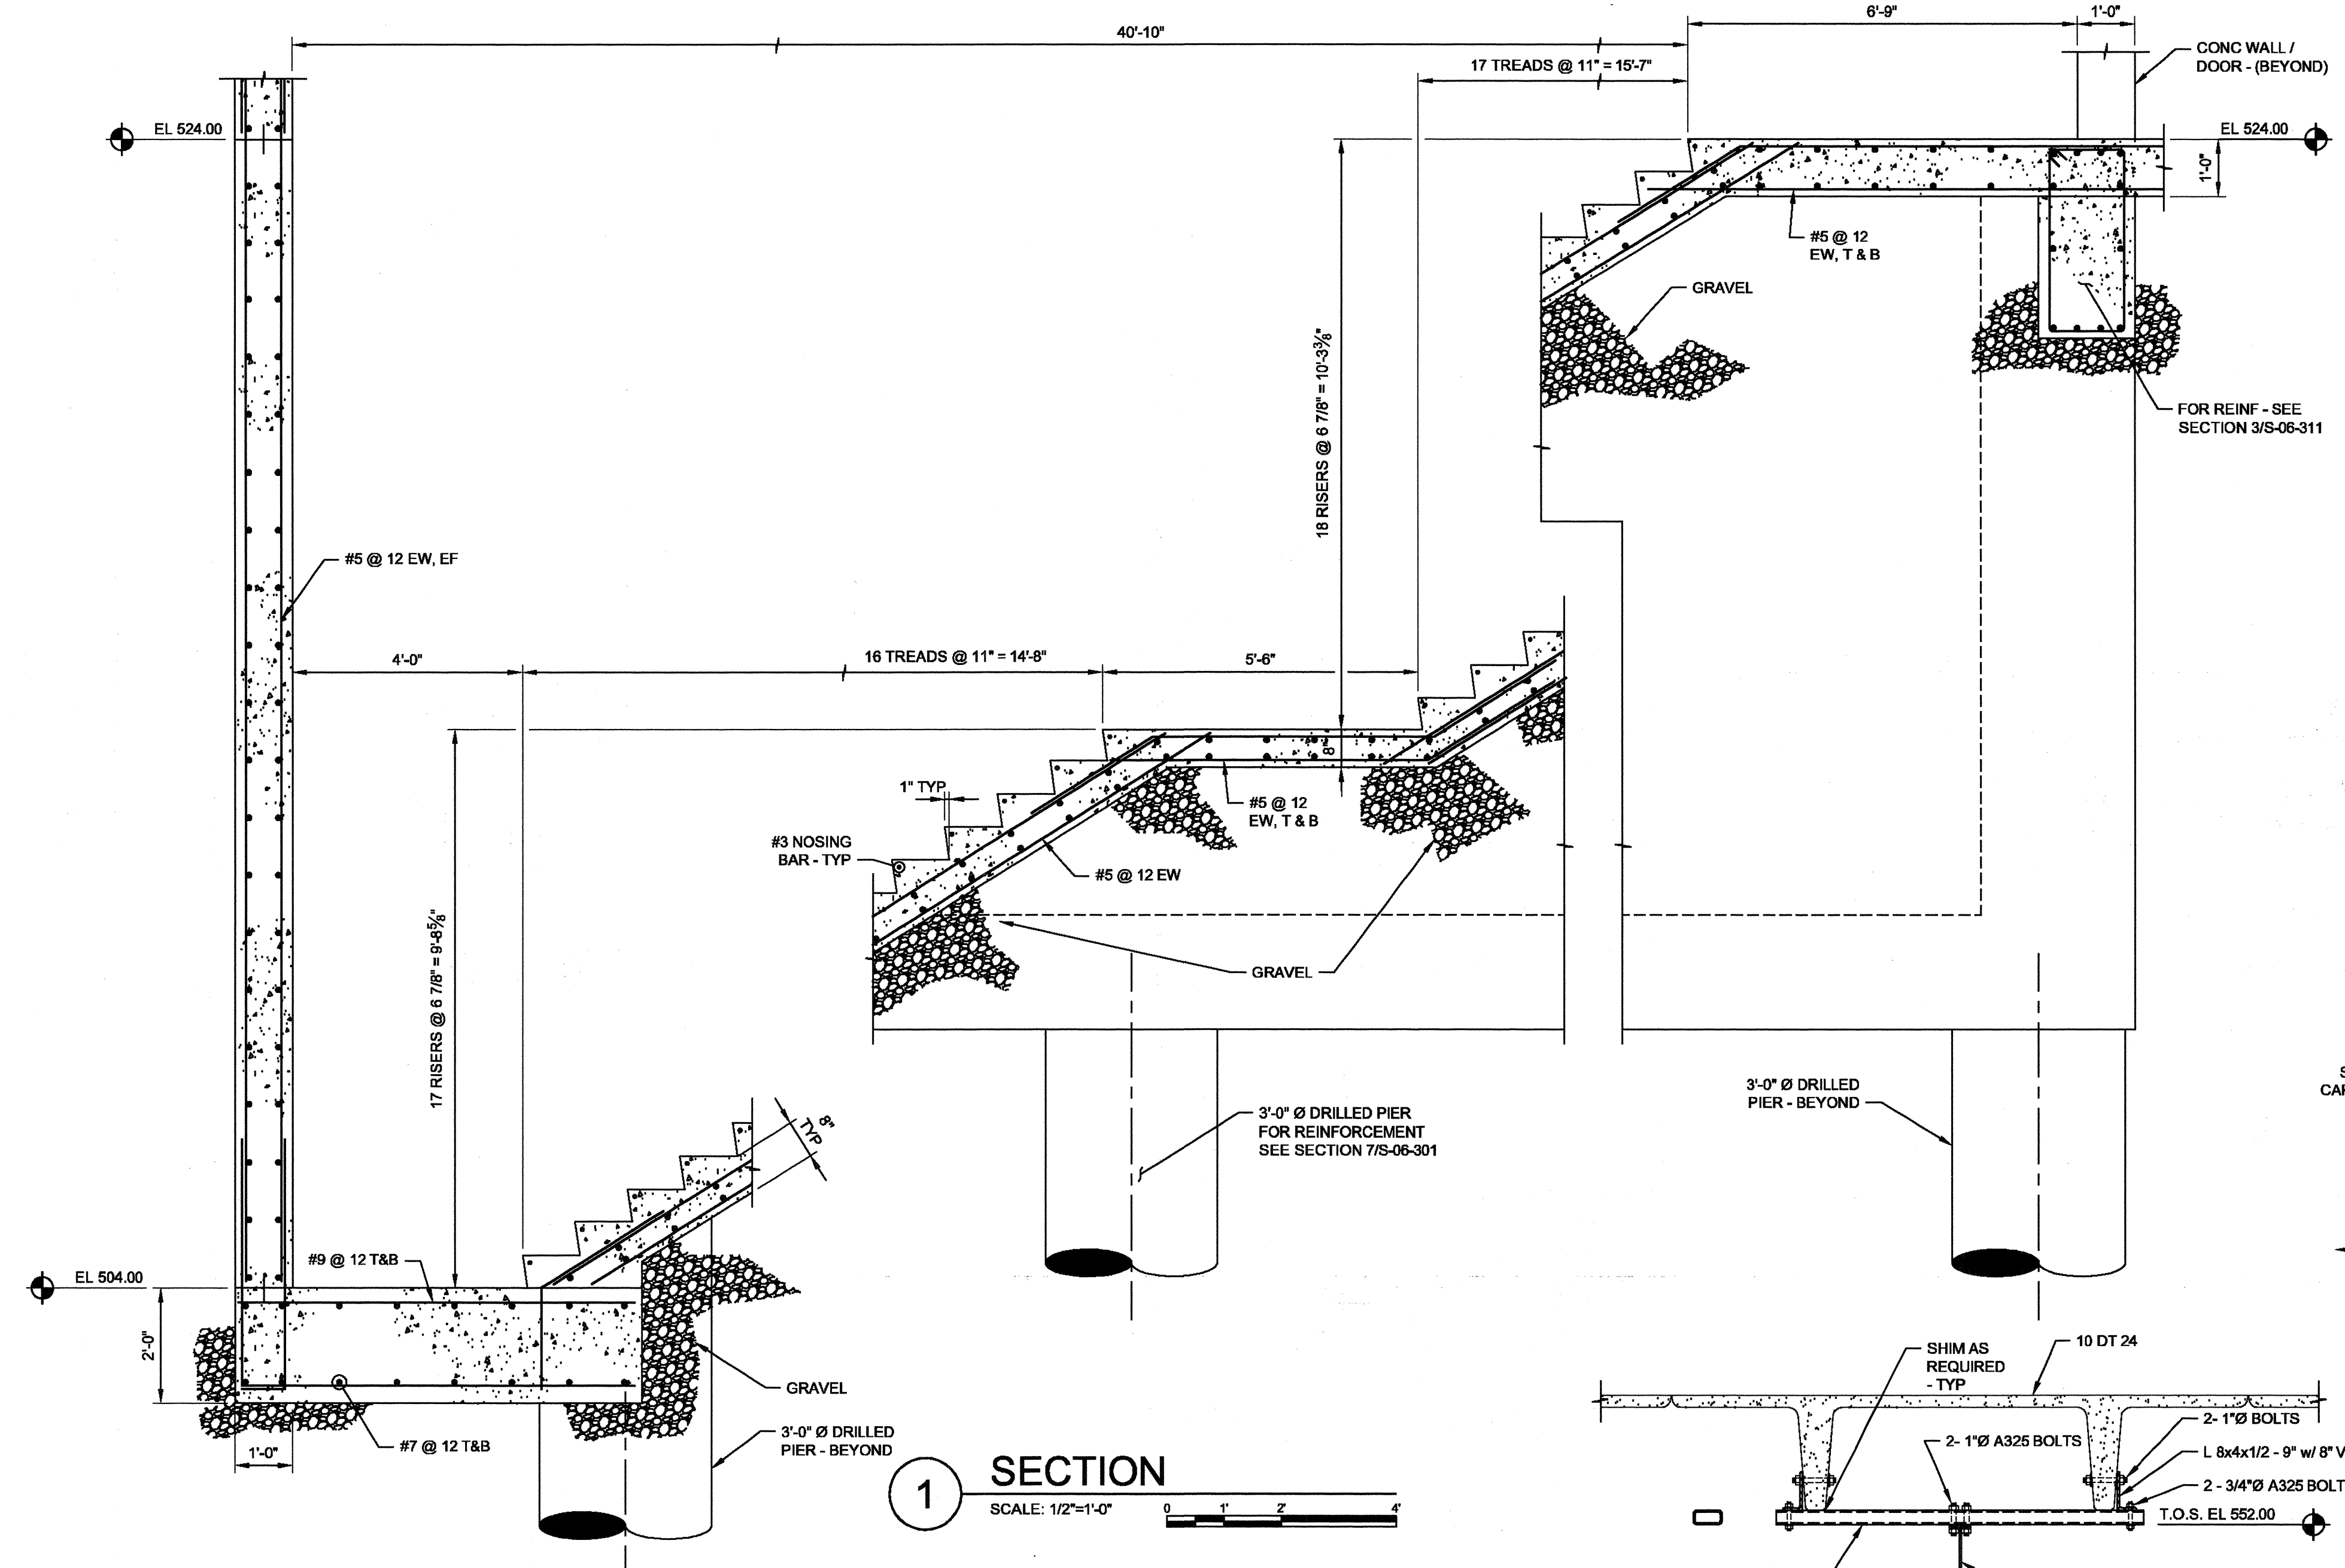 6'-9"
1'-0"
40'-10"
CONC WALL /
DOOR - (BEYOND)
17 TREADS @ 11" = 15'-7"
EL 524.00
EL 524.00
1'-0"
#5 @ 12
EW, T & B
GRAVEL
18 RISERS @ 6 7/8" = 10'-3⅜"
FOR REINF - SEE
SECTION 3/S-06-311
#5 @ 12 EW, EF
4'-0"
16 TREADS @ 11" = 14'-8"
5'-6"
8"
1" TYP
#5 @ 12
EW, T & B
#3 NOSING
BAR - TYP
#5 @ 12 EW
17 RISERS @ 6 7/8" = 9'-8⅝"
GRAVEL
3'-0" Ø DRILLED
PIER - BEYOND
3'-0" Ø DRILLED PIER
FOR REINFORCEMENT
SEE SECTION 7/S-06-301
8"
TYP
#9 @ 12 T&B
EL 504.00
2'-0"
GRAVEL
#7 @ 12 T&B
1'-0"
3'-0" Ø DRILLED
PIER - BEYOND
1
SECTION
SCALE: 1/2"=1'-0"
0 1' 2' 4'
SHIM AS
REQUIRED
- TYP
10 DT 24
2- 1"Ø A325 BOLTS
2- 1"Ø BOLTS
L 8x4x1/2 - 9" w/ 8" V
2 - 3/4"Ø A325 BOLT
T.O.S. EL 552.00